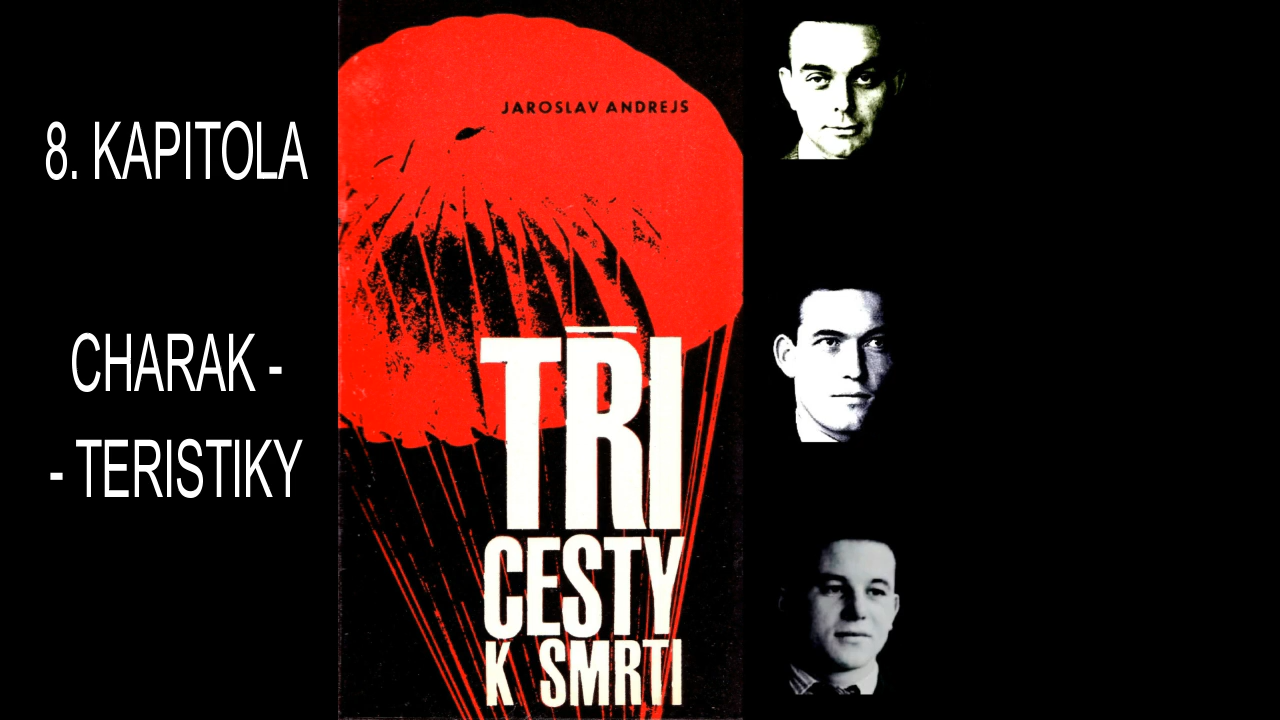 8. KAPITOLA
CHARAK -
- TERISTIKY
JAROSLAV ANDREJS
TŘI
CESTY
K SMRTI